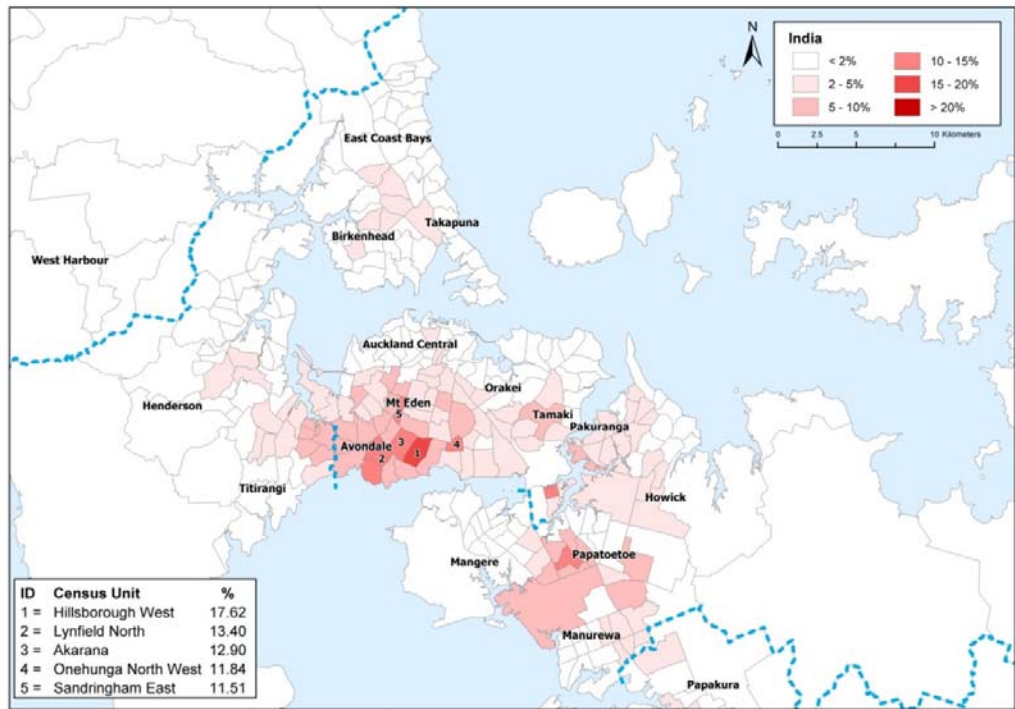 N
India
< 2%
2 - 5%
5 - 10%
10 - 15%
15 - 20%
> 20%
0 2.5 5 10 Kilometers
East Coast Bays
Takapuna
Birkenhead
West Harbour
Auckland Central
Orakei
Mt Eden
5
Henderson
Tamaki
Pakuranga
Avondale
3
4
2
1
Titirangi
Howick
Mangere
Papatoetoe
Manurewa
Papakura
ID Census Unit %
1 = Hillsborough West 17.62
2 = Lynfield North 13.40
3 = Akarana 12.90
4 = Onehunga North West 11.84
5 = Sandringham East 11.51